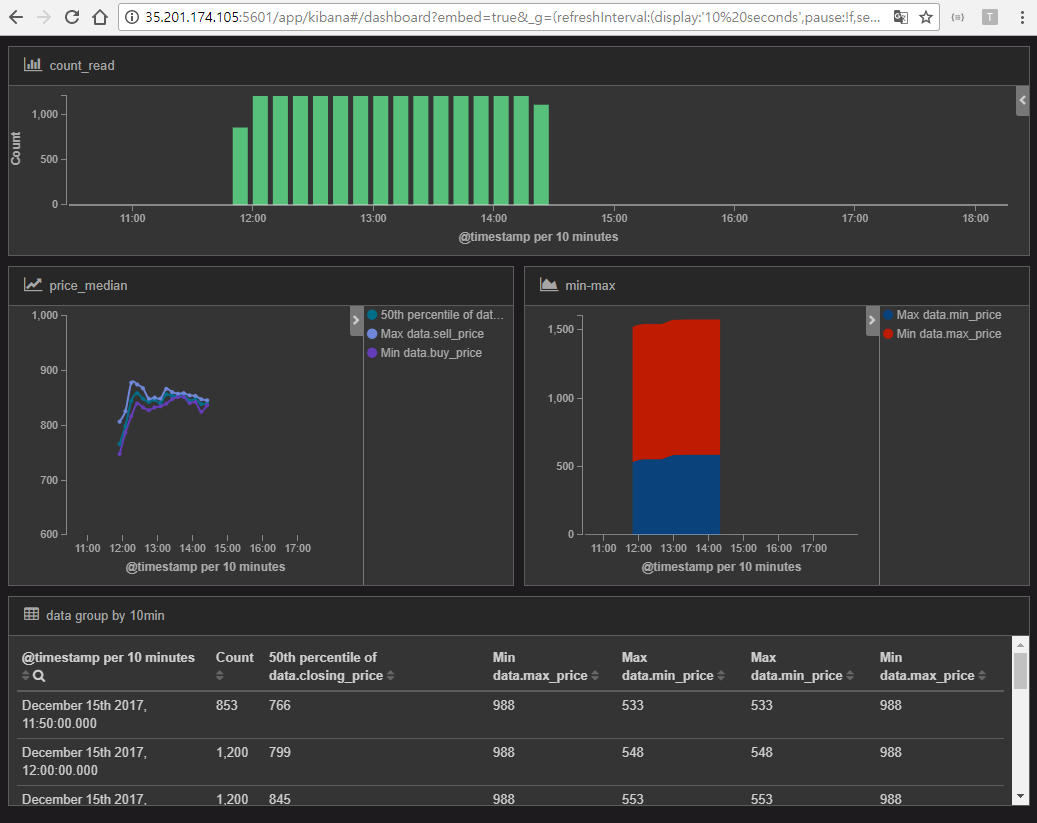 35.201.174.105:5601/app/kibana#/dashboard?embed=true&_g=(refreshInterval:(display:'10%20seconds',pause:!f,se...
T
count_read
Count
1,000
500
0
11:00 12:00 13:00 14:00 15:00 16:00 17:00 18:00
@timestamp per 10 minutes
price_median
1,000
900
800
700
600
11:00 12:00 13:00 14:00 15:00 16:00 17:00
@timestamp per 10 minutes
50th percentile of dat...
Max data.sell_price
Min data.buy_price
min-max
1,500
1,000
500
0
11:00 12:00 13:00 14:00 15:00 16:00 17:00
@timestamp per 10 minutes
Max data.min_price
Min data.max_price
data group by 10min
@timestamp per 10 minutes Count 50th percentile of data.closing_price Min data.max_price Max data.min_price Max data.min_price Min data.max_price
December 15th 2017, 11:50:00.000 853 766 988 533 533 988
December 15th 2017, 12:00:00.000 1,200 799 988 548 548 988
December 15th 2017, 1,200 845 988 553 553 988